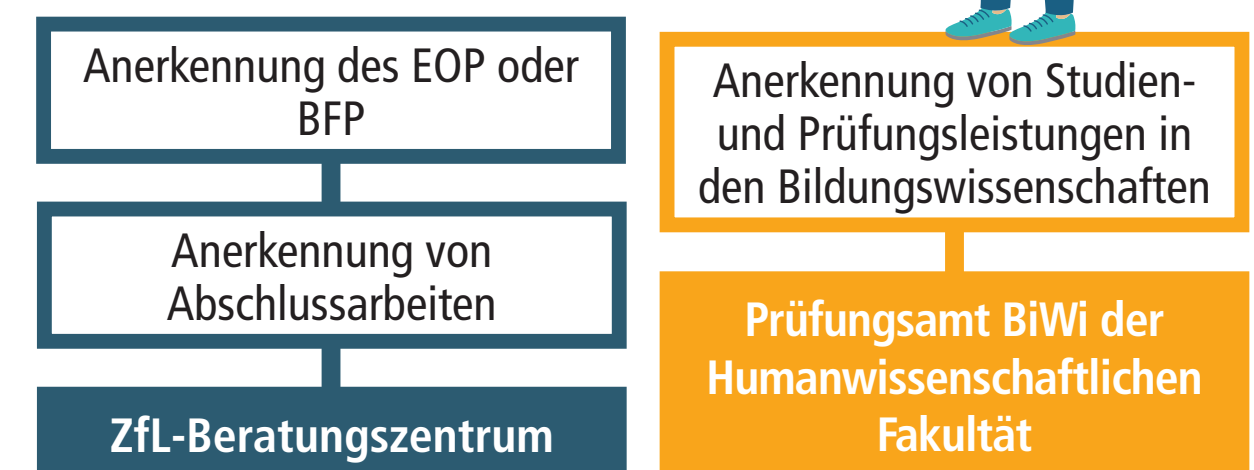 Anerkennung des EOP oder
BFP
Anerkennung von
Abschlussarbeiten
ZfL-Beratungszentrum
Anerkennung von Studien-
und Prüfungsleistungen in
den Bildungswissenschaften
Prüfungsamt BiWi der
Humanwissenschaftlichen
Fakultät